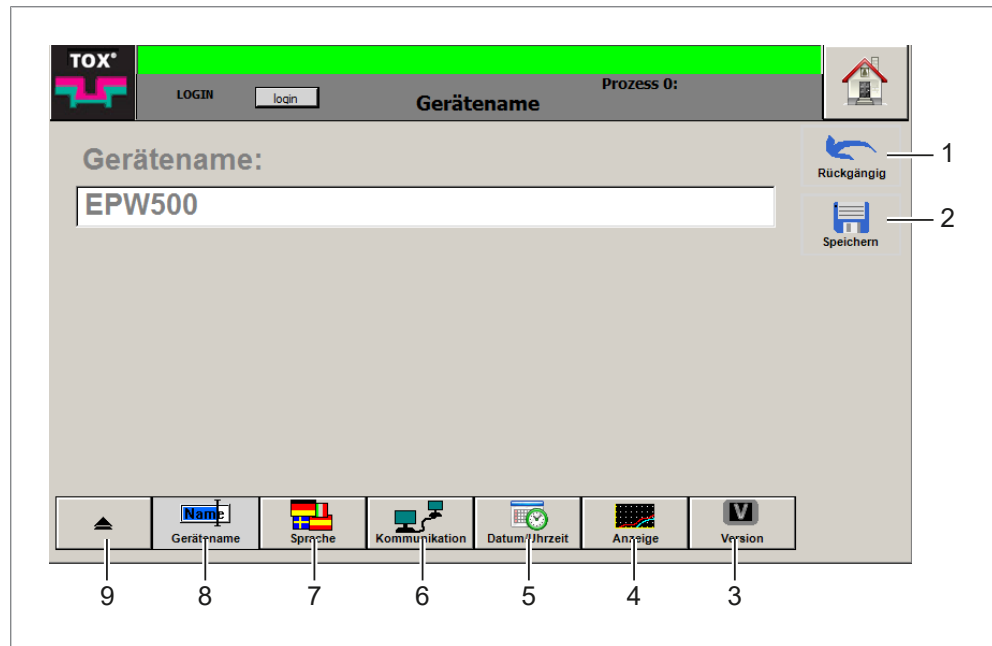 TOX®
LOGIN
login
Gerätename
Prozess 0:
Gerätename:
EPW500
Rückgängig
1
Speichern
2
Name
Gerätename
Sprache
Kommunikation
Datum/Uhrzeit
Anzeige
V
Version
9
8
7
6
5
4
3